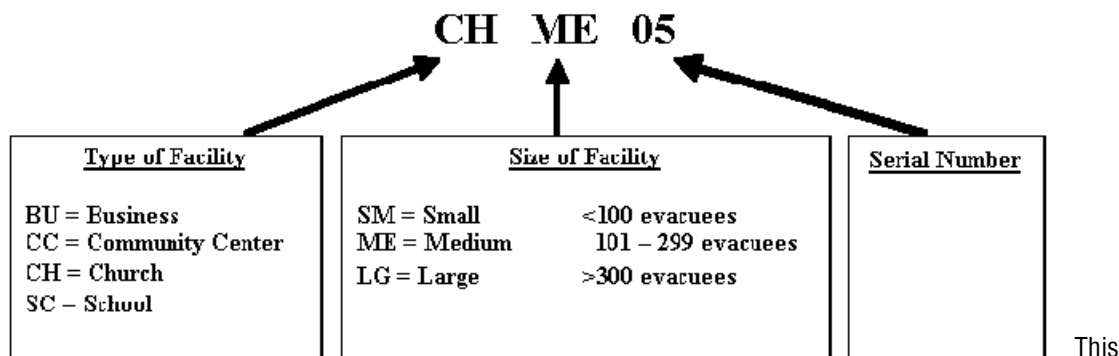 CH ME 05
Type of Facility
BU = Business
CC = Community Center
CH = Church
SC – School
Size of Facility
SM = Small <100 evacuees
ME = Medium 101 – 299 evacuees
LG = Large >300 evacuees
Serial Number
This